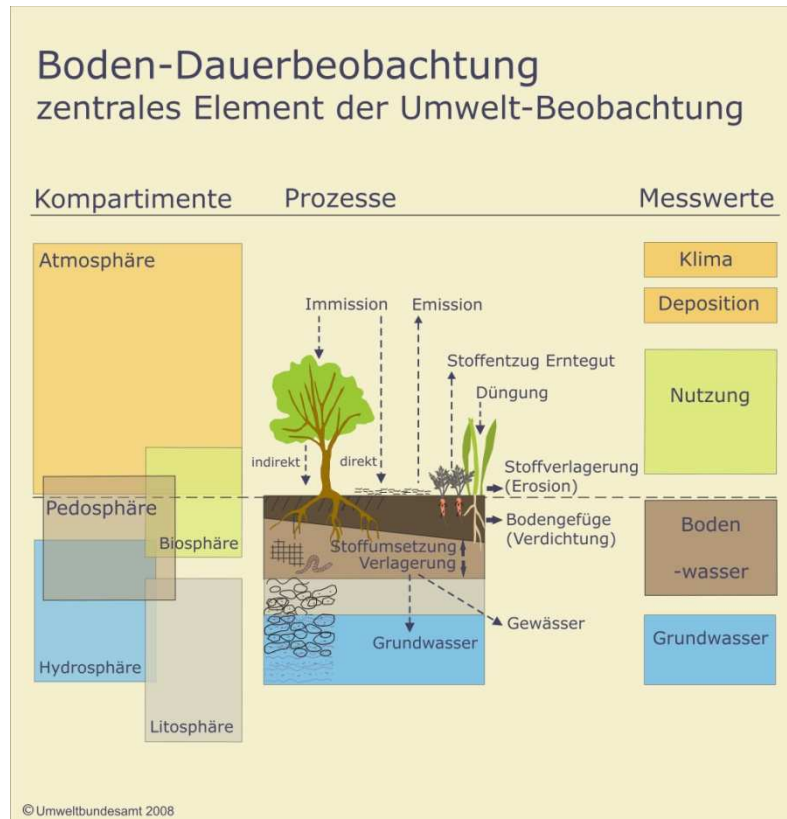 Boden-Dauerbeobachtung
zentrales Element der Umwelt-Beobachtung
Kompartimente
Prozesse
Messwerte
Atmosphäre
Pedosphäre
Biosphäre
Hydrosphäre
Litosphäre
Immission
Emission
Stoffentzug Erntegut
Düngung
indirekt
direkt
Stoffverlagerung
(Erosion)
Bodengefüge
(Verdichtung)
Stoffumsetzung
Verlagerung
Gewässer
Grundwasser
Klima
Deposition
Nutzung
Boden
-wasser
Grundwasser
© Umweltbundesamt 2008